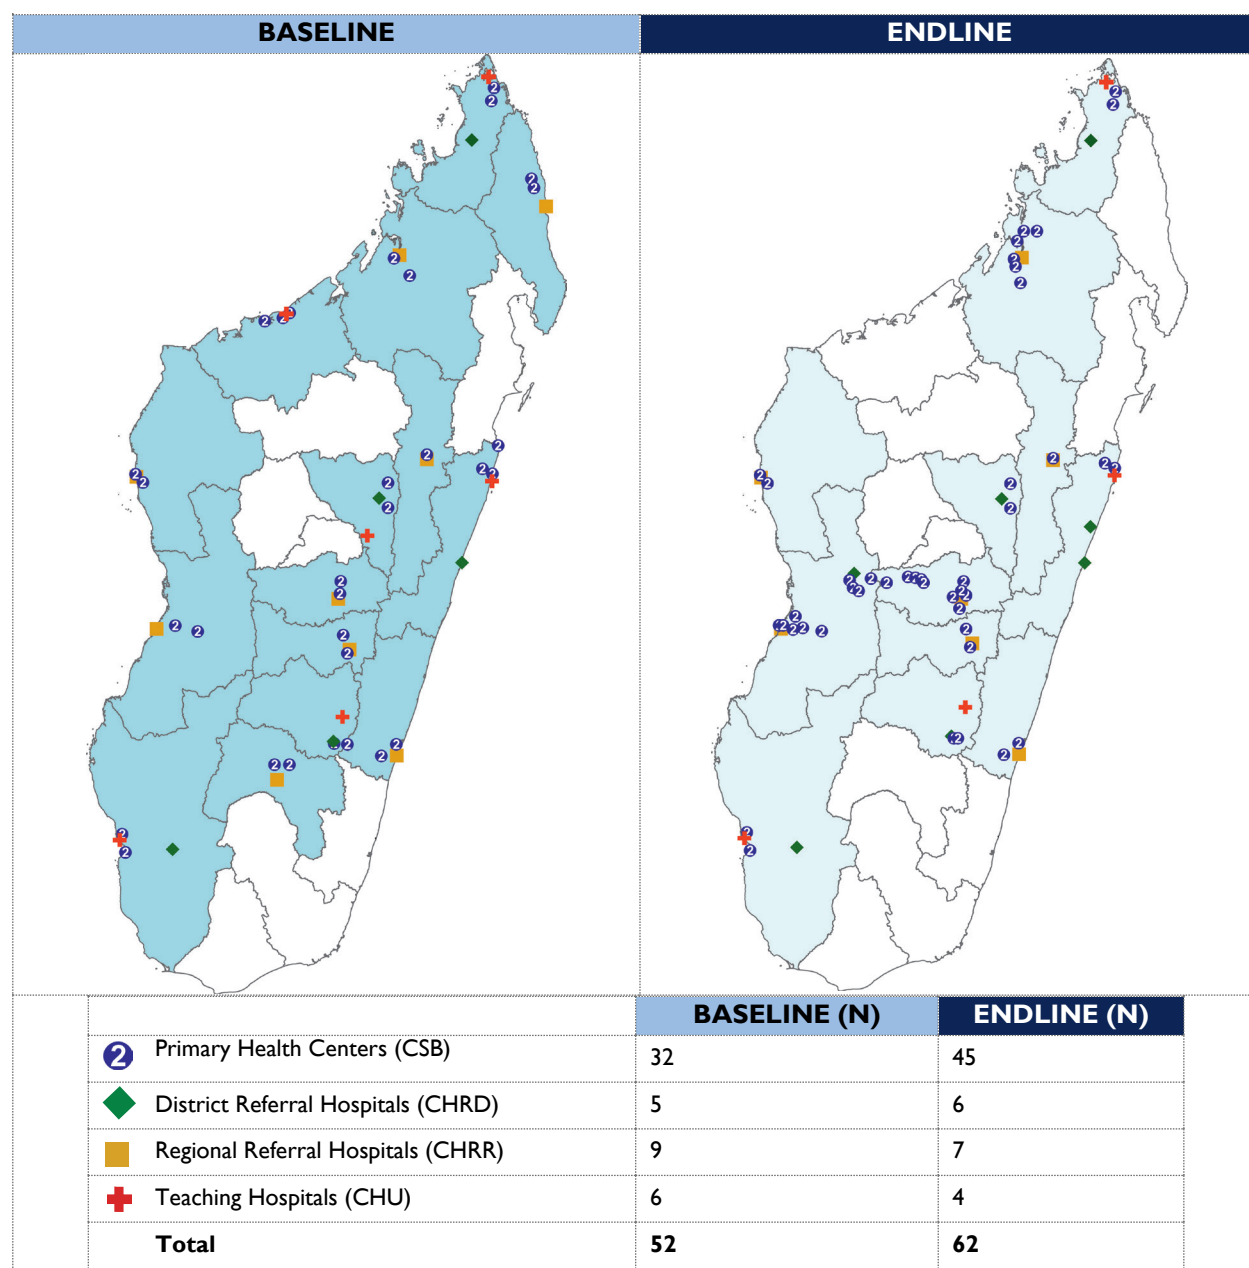 BASELINE ENDLINE
BASELINE (N) ENDLINE (N)
2 Primary Health Centers (CSB) 32 45
District Referral Hospitals (CHRD) 5 6
Regional Referral Hospitals (CHRR) 9 7
Teaching Hospitals (CHU) 6 4
Total 52 62